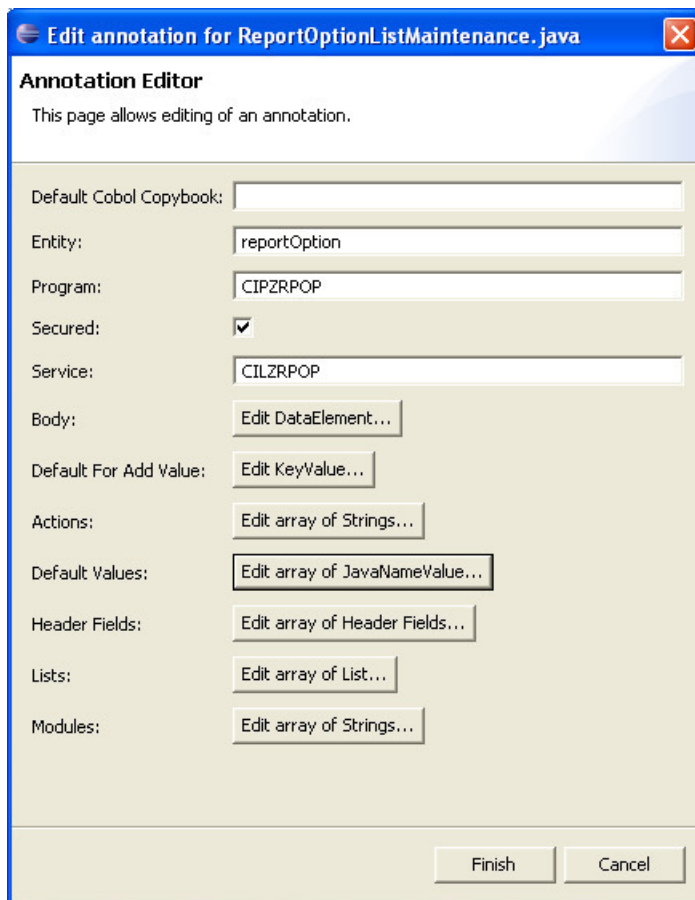 Edit annotation for ReportOptionListMaintenance.java
Annotation Editor
This page allows editing of an annotation.
Default Cobol Copybook:
Entity: reportOption
Program: CIPZRPOP
Secured:
Service: CILZRPOP
Body: Edit DataElement...
Default For Add Value: Edit KeyValue...
Actions: Edit array of Strings...
Default Values: Edit array of JavaNameValue...
Header Fields: Edit array of Header Fields...
Lists: Edit array of List...
Modules: Edit array of Strings...
Finish Cancel